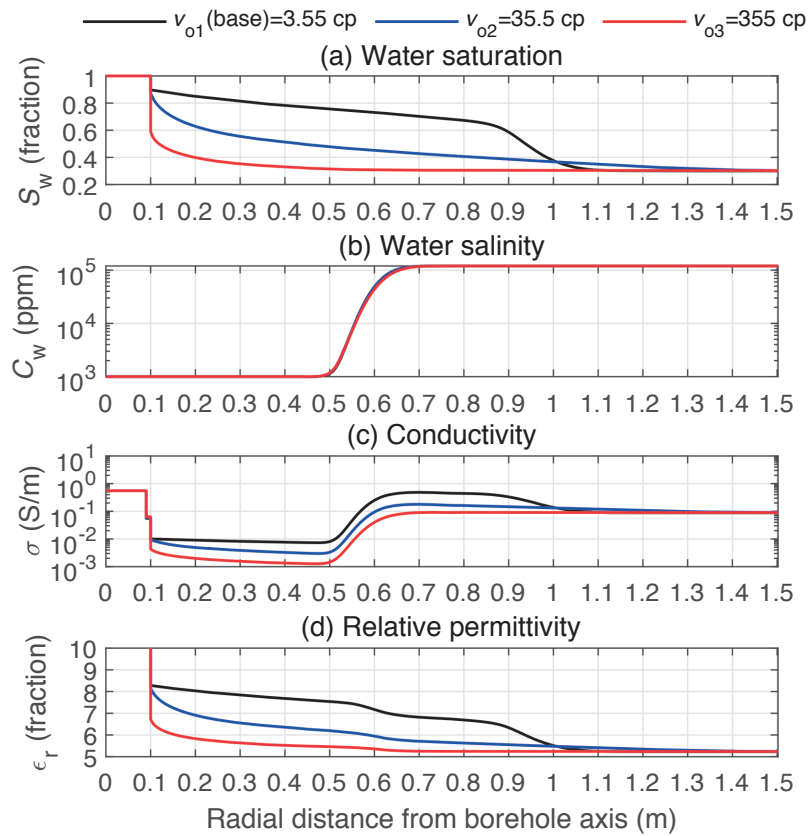 v_o1(base)=3.55 cp v_o2=35.5 cp v_o3=355 cp
(a) Water saturation
S_w (fraction)
1
0.8
0.6
0.4
0.2
0 0.1 0.2 0.3 0.4 0.5 0.6 0.7 0.8 0.9 1 1.1 1.2 1.3 1.4 1.5
(b) Water salinity
C_w (ppm)
10^5
10^4
10^3
0 0.1 0.2 0.3 0.4 0.5 0.6 0.7 0.8 0.9 1 1.1 1.2 1.3 1.4 1.5
(c) Conductivity
σ (S/m)
10^1
10^0
10^-1
10^-2
10^-3
0 0.1 0.2 0.3 0.4 0.5 0.6 0.7 0.8 0.9 1 1.1 1.2 1.3 1.4 1.5
(d) Relative permittivity
ϵ_r (fraction)
10
9
8
7
6
5
0 0.1 0.2 0.3 0.4 0.5 0.6 0.7 0.8 0.9 1 1.1 1.2 1.3 1.4 1.5
Radial distance from borehole axis (m)